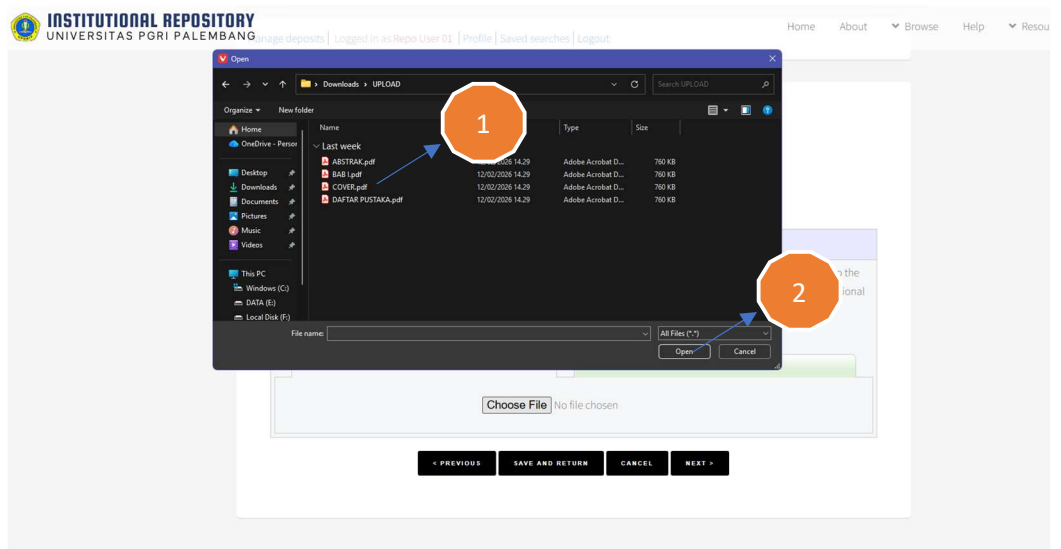 INSTITUTIONAL REPOSITORY
UNIVERSITAS PGRI PALEMBANG
Home About Browse Help Resou
Manage deposits Logged in as Repo User 01 Profile Saved searches Logout
Open
Downloads UPLOAD
Search UPLOAD
Organize New folder
Home
OneDrive - Persor
Desktop
Downloads
Documents
Pictures
Music
Videos
This PC
Windows (C:)
DATA (E:)
Local Disk (F:)
Name Type Size
Last week
ABSTRAK.pdf 12/02/2026 14.29 Adobe Acrobat D... 760 KB
BAB I.pdf 12/02/2026 14.29 Adobe Acrobat D... 760 KB
COVER.pdf 12/02/2026 14.29 Adobe Acrobat D... 760 KB
DAFTAR PUSTAKA.pdf 12/02/2026 14.29 Adobe Acrobat D... 760 KB
1
2
the
ional
File name:
All Files (*.*)
Open Cancel
Choose File No file chosen
< PREVIOUS SAVE AND RETURN CANCEL NEXT >